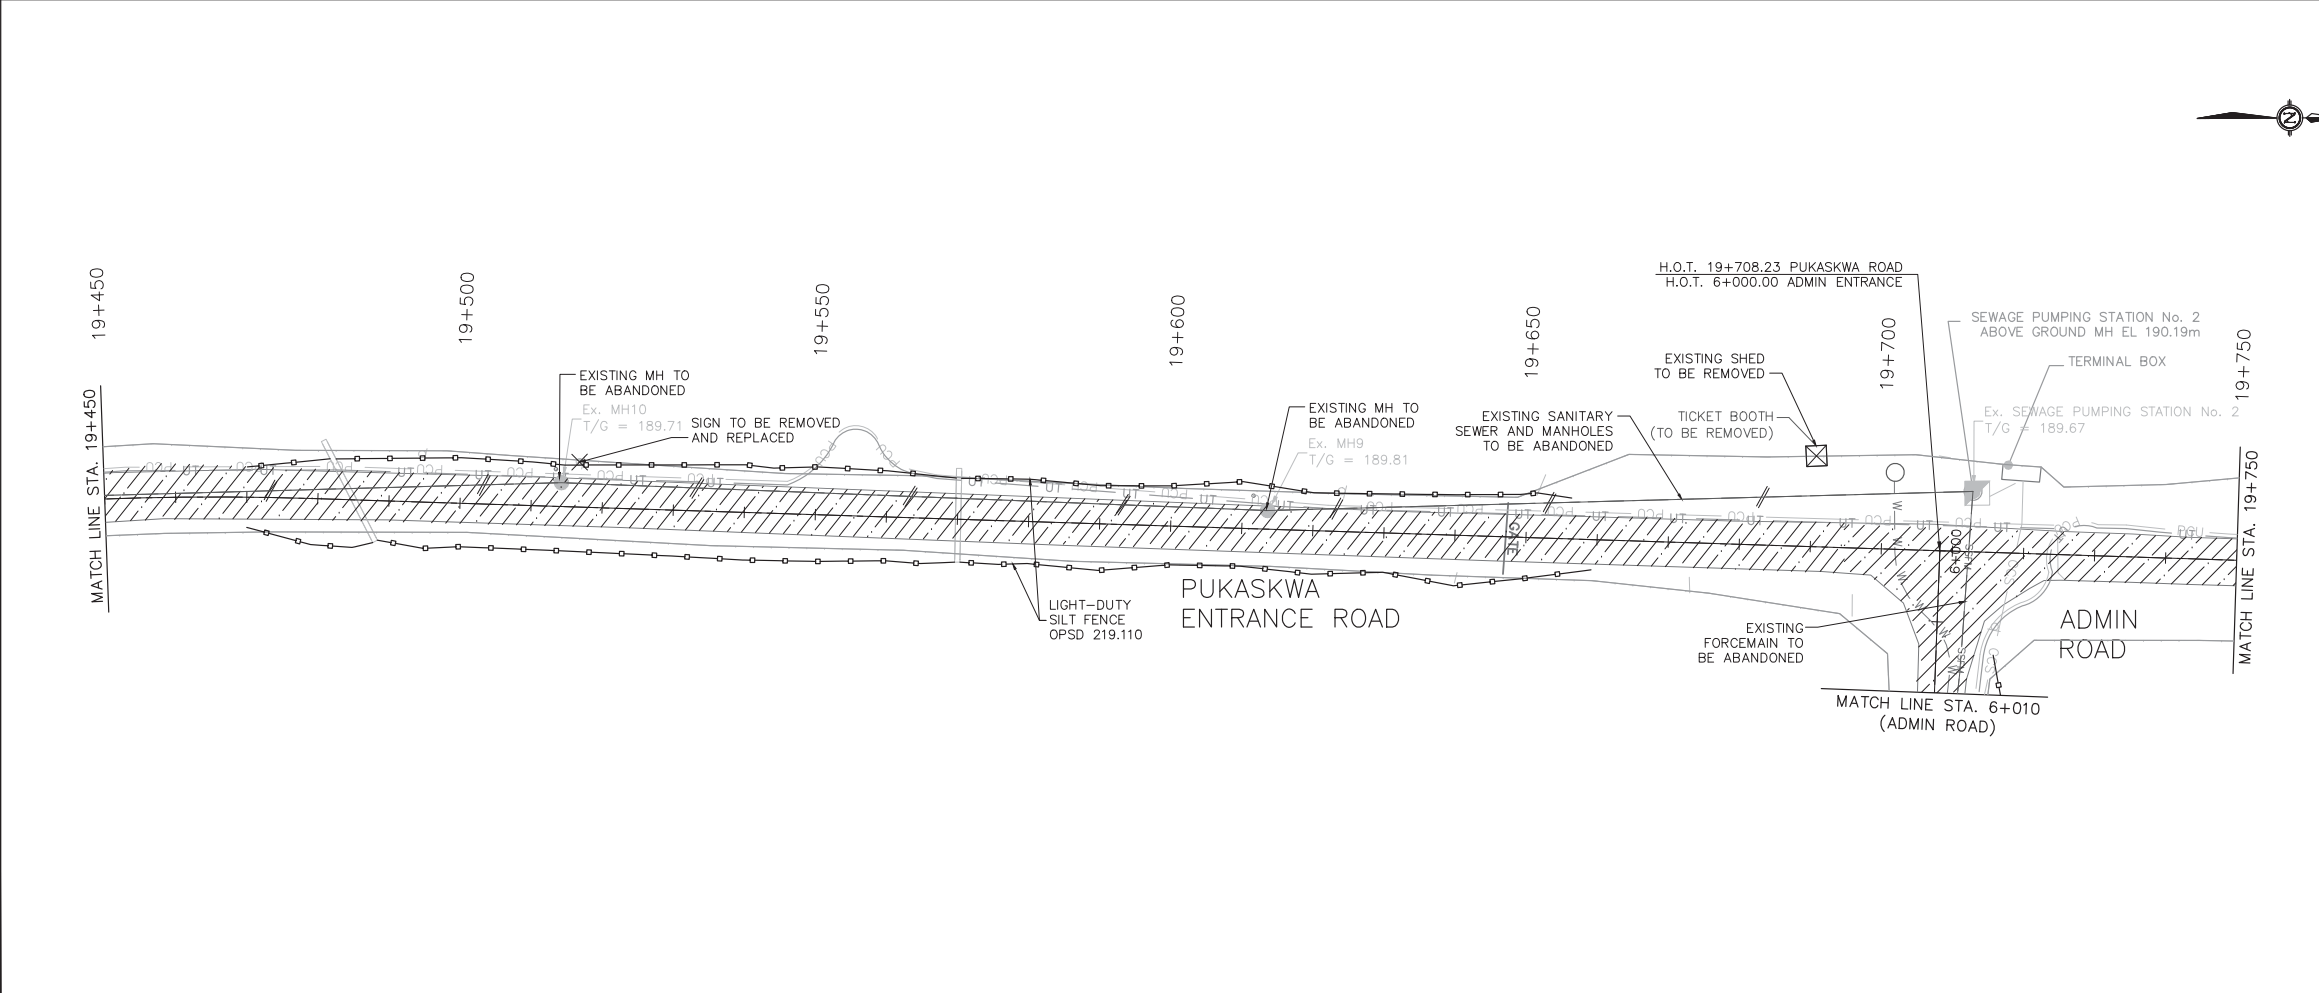 19+450
19+500
19+550
19+600
19+650
19+700
19+750
N
MATCH LINE STA. 19+450
EXISTING MH TO
BE ABANDONED
Ex. MH10
T/G = 189.71
SIGN TO BE REMOVED
AND REPLACED
EXISTING MH TO
BE ABANDONED
Ex. MH9
T/G = 189.81
EXISTING SANITARY
SEWER AND MANHOLES
TO BE ABANDONED
H.O.T. 19+708.23 PUKASKWA ROAD
H.O.T. 6+000.00 ADMIN ENTRANCE
EXISTING SHED
TO BE REMOVED
TICKET BOOTH
(TO BE REMOVED)
SEWAGE PUMPING STATION No. 2
ABOVE GROUND MH EL 190.19m
TERMINAL BOX
Ex. SEWAGE PUMPING STATION No. 2
T/G = 189.67
GATE
6+000
LIGHT-DUTY
SILT FENCE
OPSD 219.110
PUKASKWA
ENTRANCE ROAD
EXISTING
FORCEMAIN TO
BE ABANDONED
ADMIN
ROAD
MATCH LINE STA. 6+010
(ADMIN ROAD)
MATCH LINE STA. 19+750